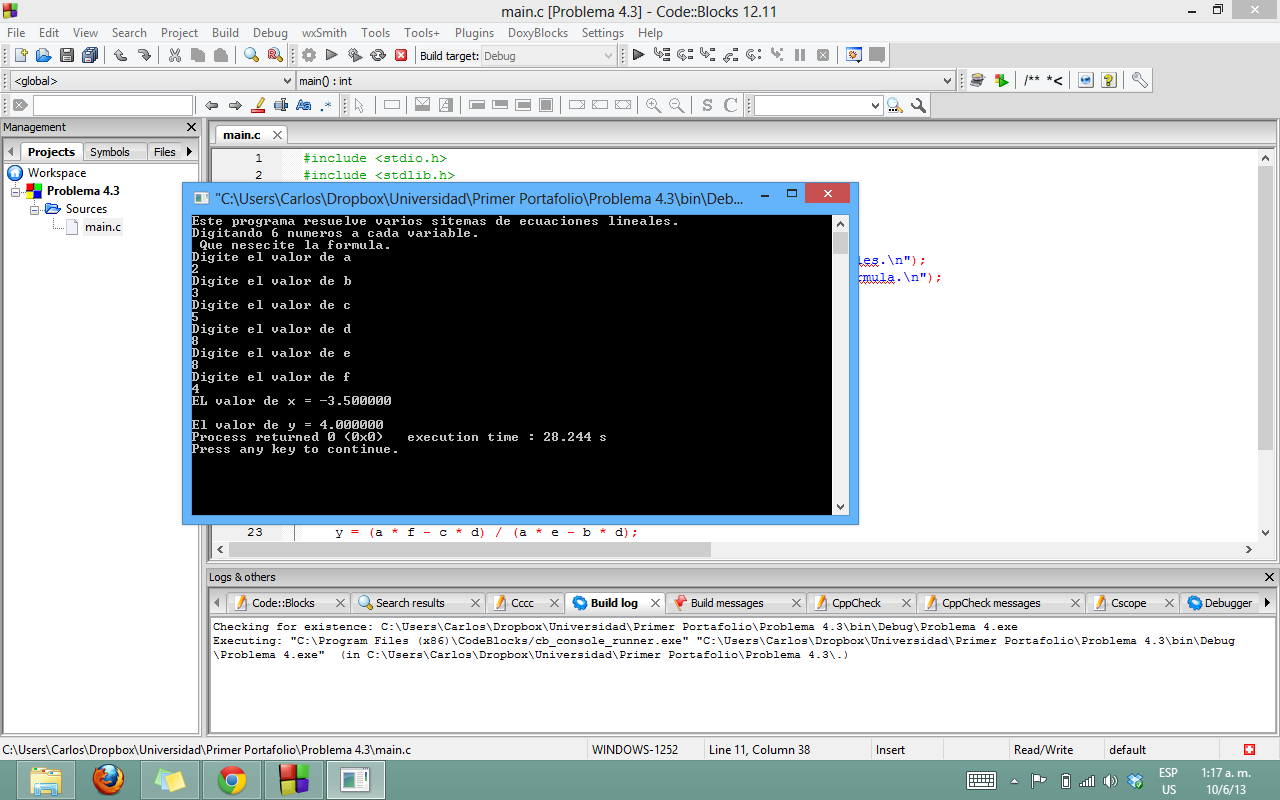 main.c [Problema 4.3] - Code::Blocks 12.11
File Edit View Search Project Build Debug wxSmith Tools Tools+ Plugins DoxyBlocks Settings Help
Build target: Debug
<global> main() : int
/** *<
Aa .*
S C
Management
main.c
Projects Symbols Files
Workspace
Problema 4.3
Sources
main.c
1 #include <stdio.h>
2 #include <stdlib.h>
"C:\Users\Carlos\Dropbox\Universidad\Primer Portafolio\Problema 4.3\bin\Deb...
Este programa resuelve varios sitemas de ecuaciones lineales.
Digitando 6 numeros a cada variable.
Que nesecite la formula.
Digite el valor de a
2
Digite el valor de b
3
Digite el valor de c
5
Digite el valor de d
8
Digite el valor de e
8
Digite el valor de f
4
EL valor de x = -3.500000
El valor de y = 4.000000
Process returned 0 (0x0) execution time : 28.244 s
Press any key to continue.
les.\n");
rmula.\n");
23 y = (a * f - c * d) / (a * e - b * d);
Logs & others
Code::Blocks Search results Cccc Build log Build messages CppCheck CppCheck messages Cscope Debugger
Checking for existence: C:\Users\Carlos\Dropbox\Universidad\Primer Portafolio\Problema 4.3\bin\Debug\Problema 4.exe
Executing: "C:\Program Files (x86)\CodeBlocks/cb_console_runner.exe" "C:\Users\Carlos\Dropbox\Universidad\Primer Portafolio\Problema 4.3\bin\Debug
\Problema 4.exe" (in C:\Users\Carlos\Dropbox\Universidad\Primer Portafolio\Problema 4.3\.)
C:\Users\Carlos\Dropbox\Universidad\Primer Portafolio\Problema 4.3\main.c WINDOWS-1252 Line 11, Column 38 Insert Read/Write default
ESP
US
1:17 a. m.
10/6/13